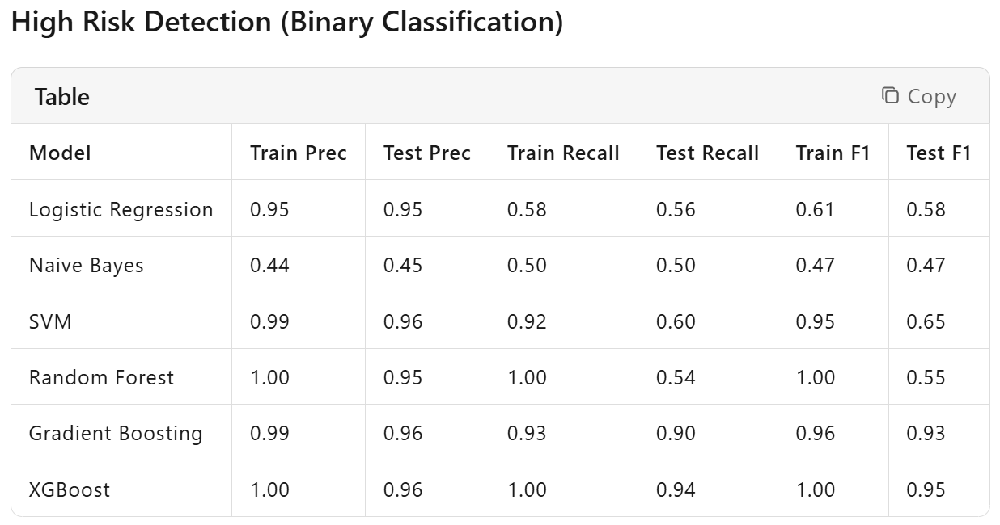 High Risk Detection (Binary Classification)
Table Copy
Model Train Prec Test Prec Train Recall Test Recall Train F1 Test F1
Logistic Regression 0.95 0.95 0.58 0.56 0.61 0.58
Naive Bayes 0.44 0.45 0.50 0.50 0.47 0.47
SVM 0.99 0.96 0.92 0.60 0.95 0.65
Random Forest 1.00 0.95 1.00 0.54 1.00 0.55
Gradient Boosting 0.99 0.96 0.93 0.90 0.96 0.93
XGBoost 1.00 0.96 1.00 0.94 1.00 0.95